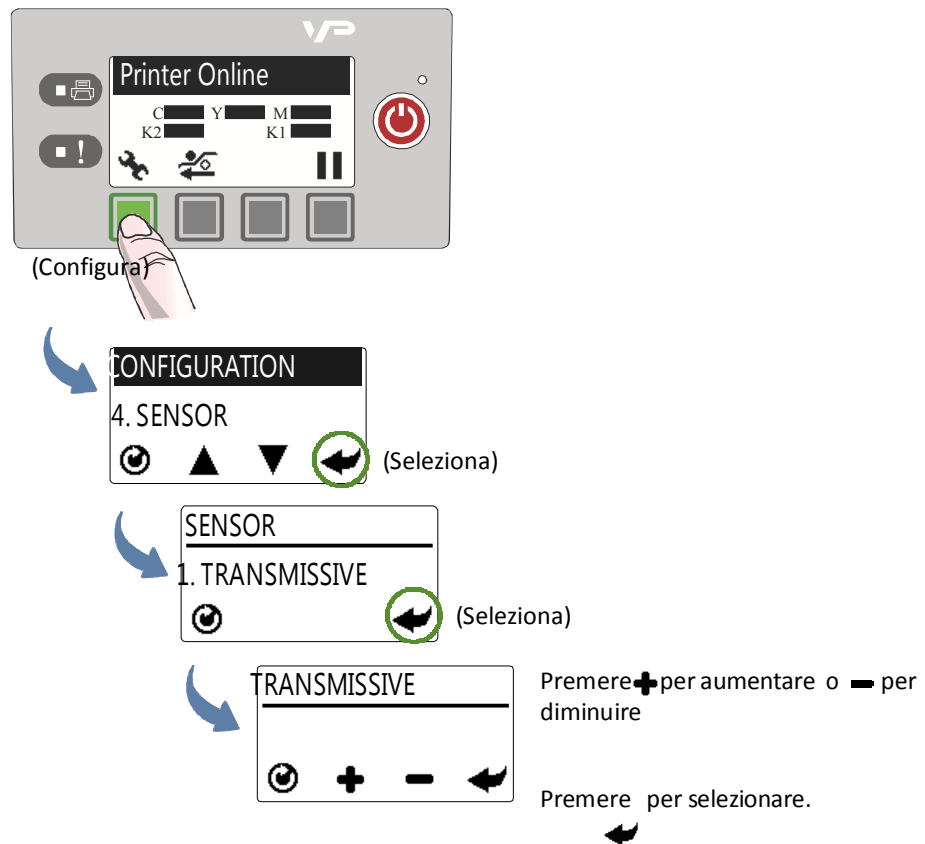 VP
Printer Online
C Y M
K2 K1
!
(Configura)
CONFIGURATION
4. SENSOR
(Seleziona)
SENSOR
1. TRANSMISSIVE
(Seleziona)
TRANSMISSIVE
Premere + per aumentare o - per
diminuire
Premere per selezionare.